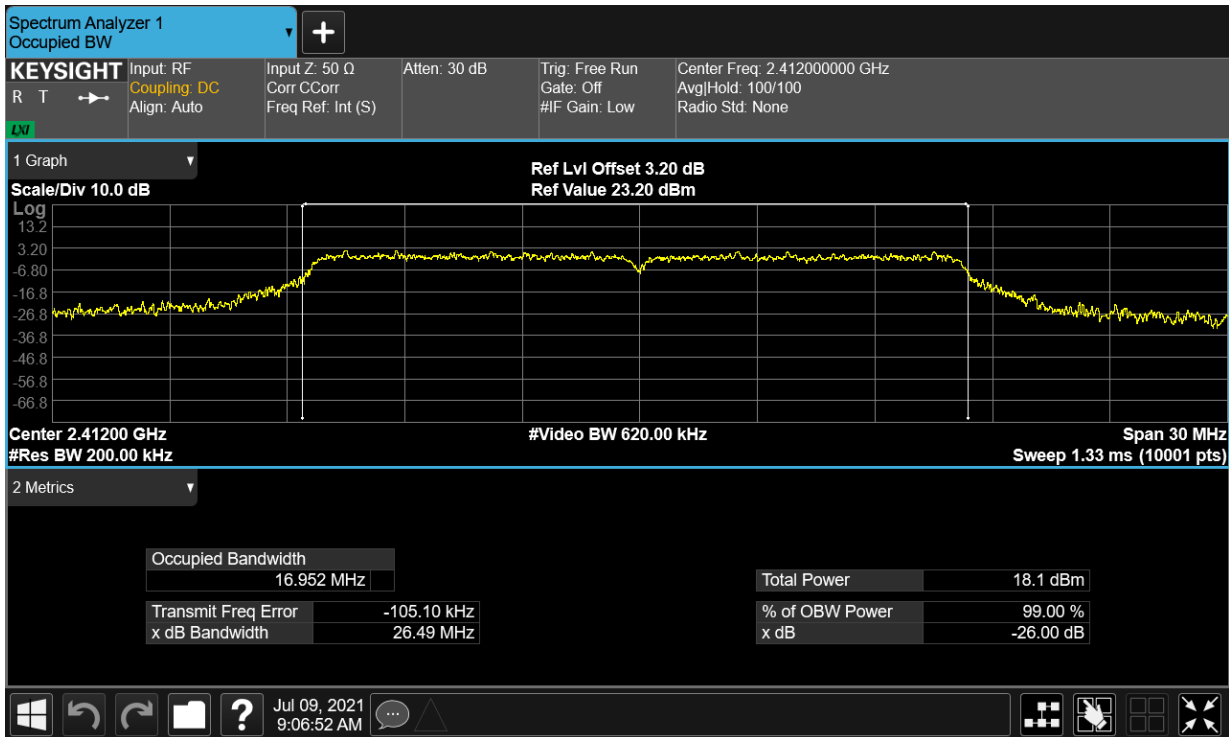 Spectrum Analyzer 1
Occupied BW
KEYSIGHT
R T
LXI
Input: RF
Coupling: DC
Align: Auto
Input Z: 50 Ω
Corr CCorr
Freq Ref: Int (S)
Atten: 30 dB
Trig: Free Run
Gate: Off
#IF Gain: Low
Center Freq: 2.412000000 GHz
Avg|Hold: 100/100
Radio Std: None
1 Graph
Ref Lvl Offset 3.20 dB
Scale/Div 10.0 dB
Ref Value 23.20 dBm
Log
13.2
3.20
-6.80
-16.8
-26.8
-36.8
-46.8
-56.8
-66.8
Center 2.41200 GHz
#Video BW 620.00 kHz
Span 30 MHz
#Res BW 200.00 kHz
Sweep 1.33 ms (10001 pts)
2 Metrics
Occupied Bandwidth
16.952 MHz
Total Power 18.1 dBm
Transmit Freq Error -105.10 kHz
% of OBW Power 99.00 %
x dB Bandwidth 26.49 MHz
x dB -26.00 dB
?
Jul 09, 2021
9:06:52 AM